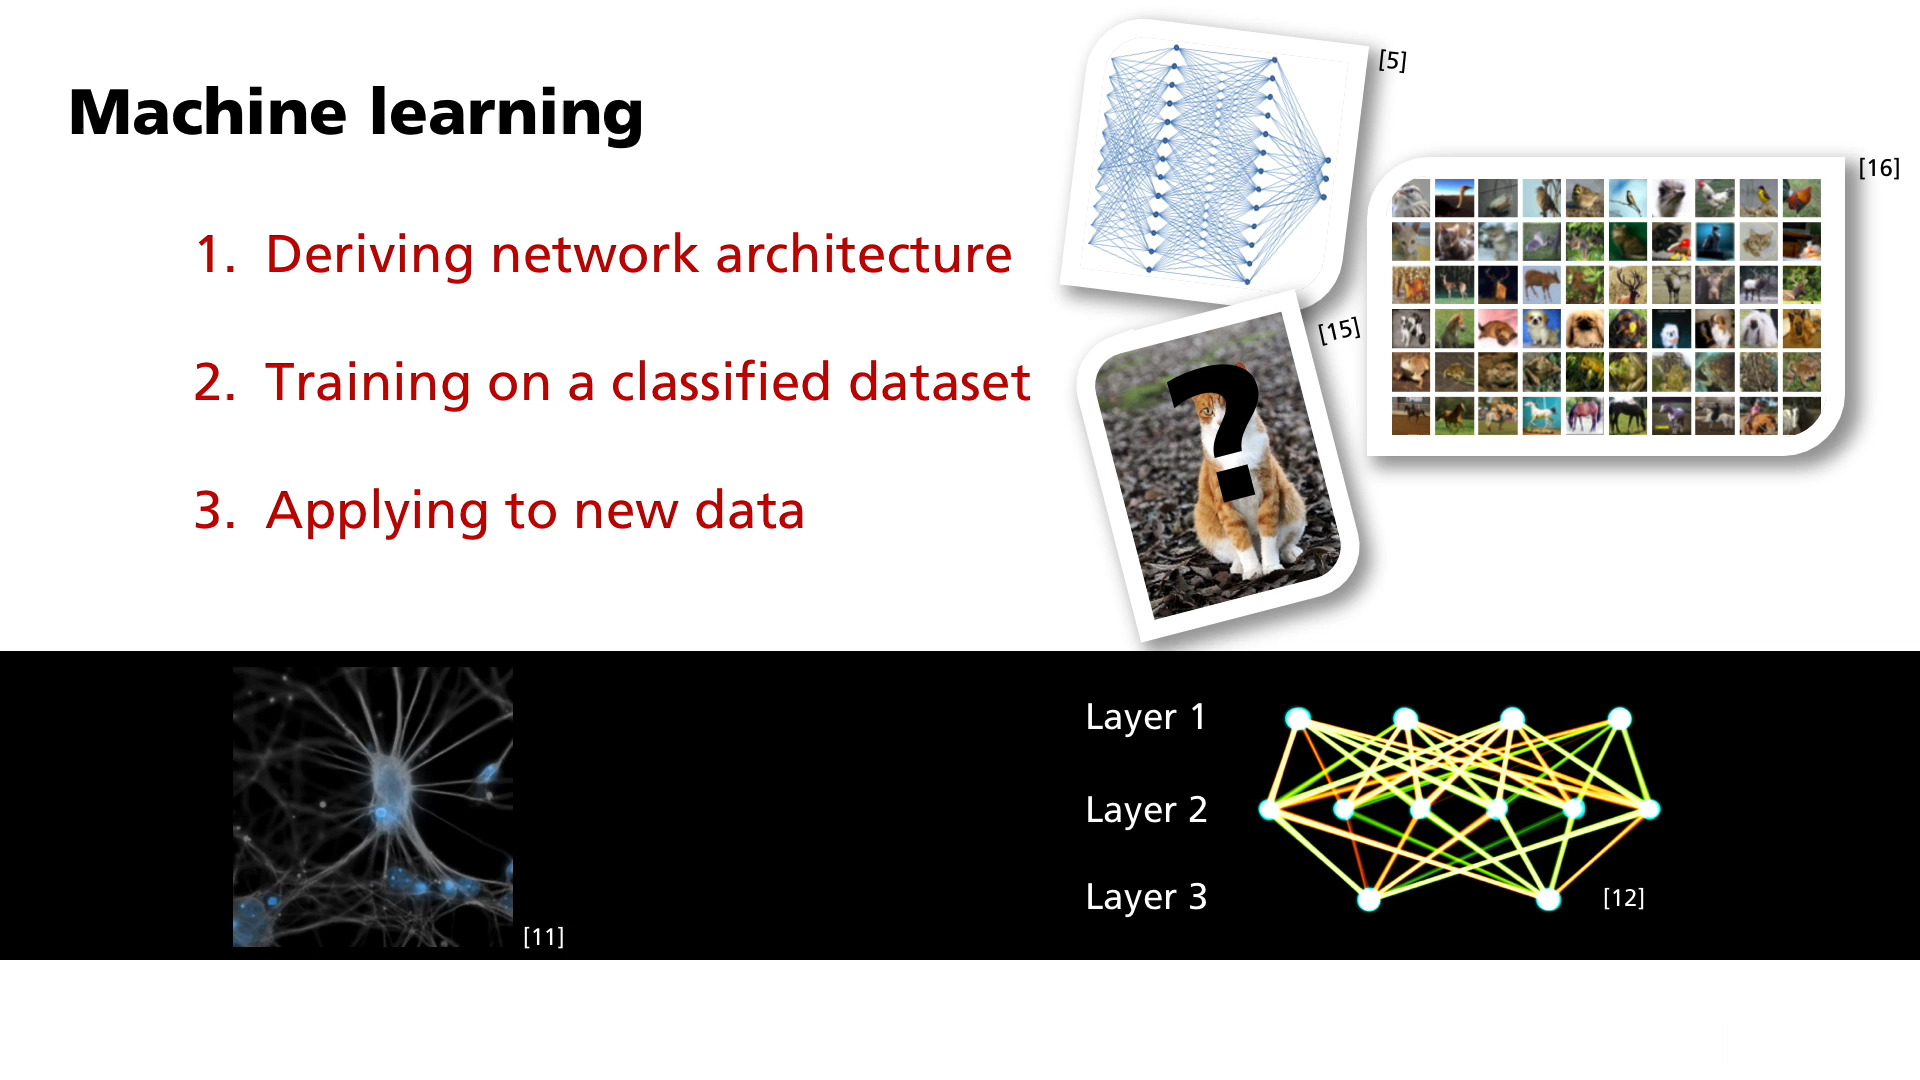 Machine learning
1. Deriving network architecture
2. Training on a classified dataset
3. Applying to new data
[5]
[16]
[15]
?
Layer 1
Layer 2
Layer 3
[12]
[11]